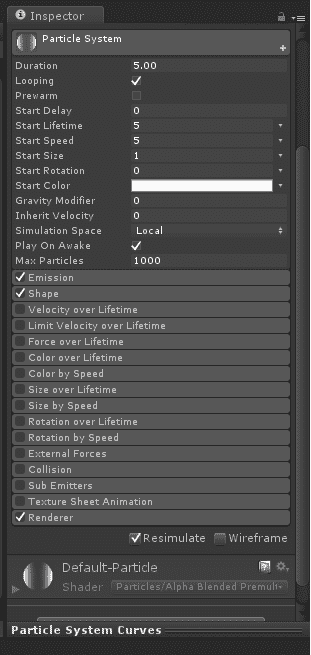 Inspector
Particle System
Duration 5.00
Looping
Prewarm
Start Delay 0
Start Lifetime 5
Start Speed 5
Start Size 1
Start Rotation 0
Start Color
Gravity Modifier 0
Inherit Velocity 0
Simulation Space Local
Play On Awake
Max Particles 1000
Emission
Shape
Velocity over Lifetime
Limit Velocity over Lifetime
Force over Lifetime
Color over Lifetime
Color by Speed
Size over Lifetime
Size by Speed
Rotation over Lifetime
Rotation by Speed
External Forces
Collision
Sub Emitters
Texture Sheet Animation
Renderer
Resimulate Wireframe
Default-Particle
Shader Particles/Alpha Blended Premult
Particle System Curves